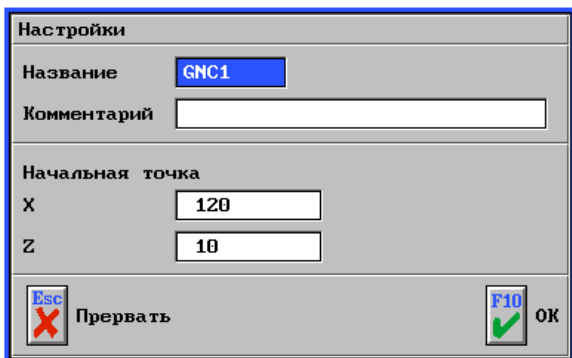 Настройки
Название GNC1
Комментарий
Начальная точка
X 120
Z 10
Esc Прервать F10 OK